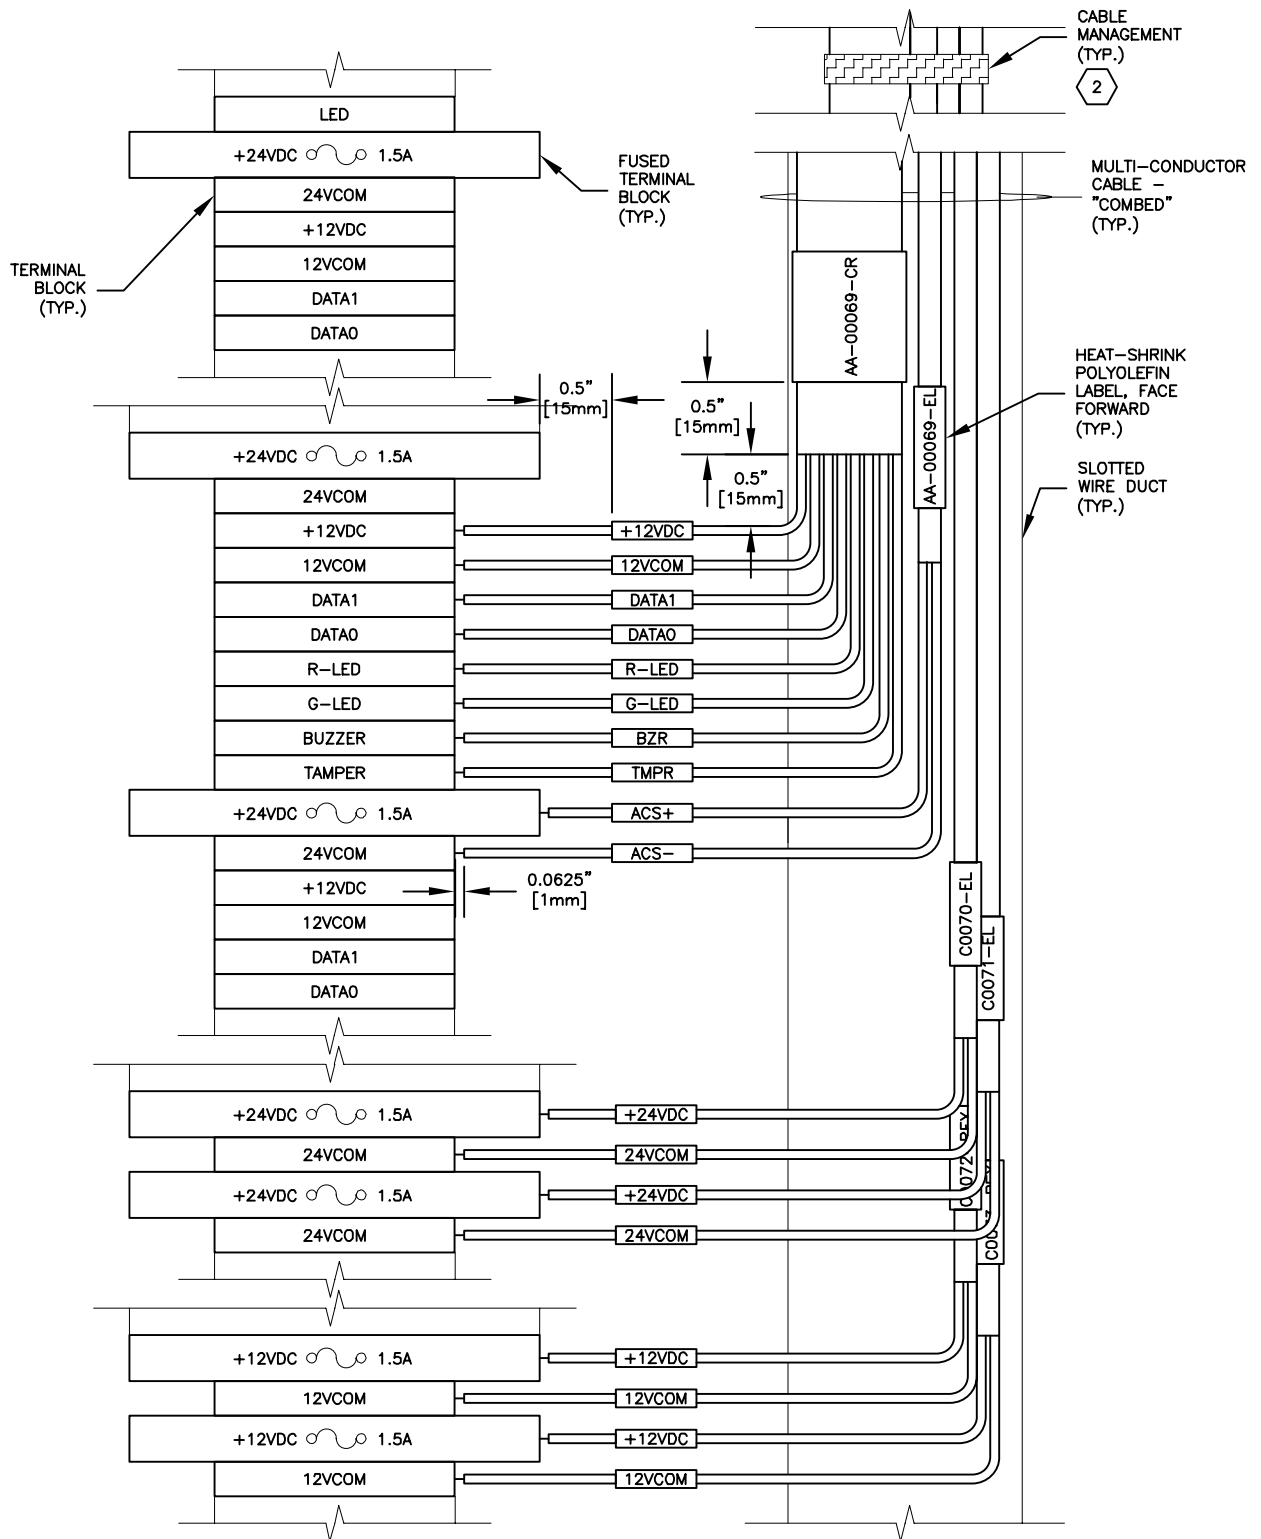 CABLE
MANAGEMENT
(TYP.)
2
LED
+24VDC 1.5A
24VCOM
+12VDC
12VCOM
DATA1
DATA0
FUSED
TERMINAL
BLOCK
(TYP.)
TERMINAL
BLOCK
(TYP.)
MULTI-CONDUCTOR
CABLE -
"COMBED"
(TYP.)
AA-00069-CR
HEAT-SHRINK
POLYOLEFIN
LABEL, FACE
FORWARD
(TYP.)
AA-00069-EL
SLOTTED
WIRE DUCT
(TYP.)
0.5"
[15mm]
0.5"
[15mm]
0.5"
[15mm]
+24VDC 1.5A
24VCOM
+12VDC +12VDC
12VCOM 12VCOM
DATA1 DATA1
DATA0 DATA0
R-LED R-LED
G-LED G-LED
BUZZER BZR
TAMPER TMPR
+24VDC 1.5A ACS+
24VCOM ACS-
+12VDC
12VCOM
DATA1
DATA0
0.0625"
[1mm]
C0070-EL
C0071-EL
+24VDC 1.5A +24VDC
24VCOM 24VCOM
+24VDC 1.5A +24VDC
24VCOM 24VCOM
+12VDC 1.5A +12VDC
12VCOM 12VCOM
+12VDC 1.5A +12VDC
12VCOM 12VCOM